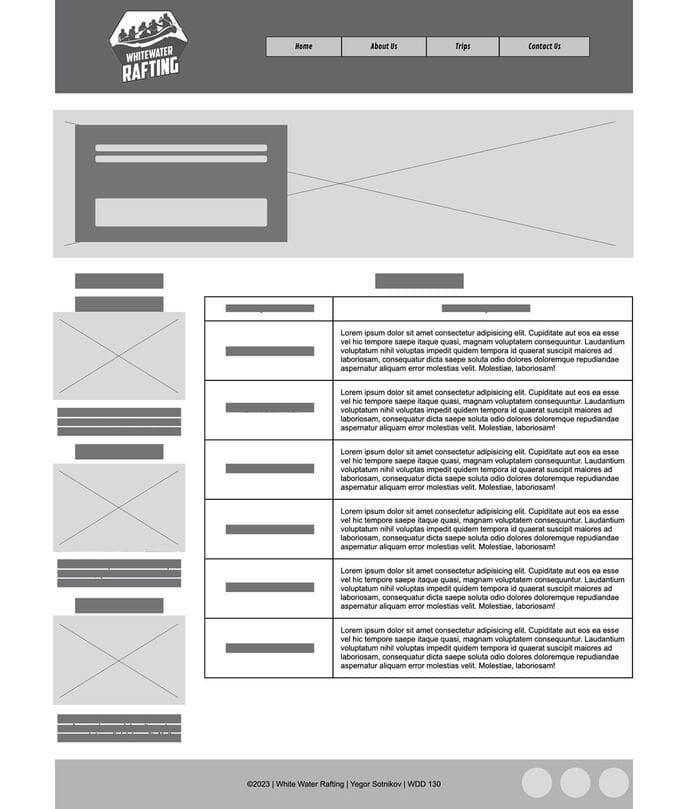 WHITEWATER
RAFTING
Home
About Us
Trips
Contact Us
Lorem ipsum dolor sit amet consectetur adipisicing elit. Cupiditate aut eos ea esse
vel hic tempore saepe itaque quasi, magnam voluptatem consequuntur. Laudantium
voluptatum nihil voluptas impedit quidem tempora id quaerat suscipit maiores ad
laboriosam, consequatur dicta saepe soluta odio dolores doloremque repudiandae
aspernatur aliquam error molestias velit. Molestiae, laboriosam!
Lorem ipsum dolor sit amet consectetur adipisicing elit. Cupiditate aut eos ea esse
vel hic tempore saepe itaque quasi, magnam voluptatem consequuntur. Laudantium
voluptatum nihil voluptas impedit quidem tempora id quaerat suscipit maiores ad
laboriosam, consequatur dicta saepe soluta odio dolores doloremque repudiandae
aspernatur aliquam error molestias velit. Molestiae, laboriosam!
Lorem ipsum dolor sit amet consectetur adipisicing elit. Cupiditate aut eos ea esse
vel hic tempore saepe itaque quasi, magnam voluptatem consequuntur. Laudantium
voluptatum nihil voluptas impedit quidem tempora id quaerat suscipit maiores ad
laboriosam, consequatur dicta saepe soluta odio dolores doloremque repudiandae
aspernatur aliquam error molestias velit. Molestiae, laboriosam!
Lorem ipsum dolor sit amet consectetur adipisicing elit. Cupiditate aut eos ea esse
vel hic tempore saepe itaque quasi, magnam voluptatem consequuntur. Laudantium
voluptatum nihil voluptas impedit quidem tempora id quaerat suscipit maiores ad
laboriosam, consequatur dicta saepe soluta odio dolores doloremque repudiandae
aspernatur aliquam error molestias velit. Molestiae, laboriosam!
Lorem ipsum dolor sit amet consectetur adipisicing elit. Cupiditate aut eos ea esse
vel hic tempore saepe itaque quasi, magnam voluptatem consequuntur. Laudantium
voluptatum nihil voluptas impedit quidem tempora id quaerat suscipit maiores ad
laboriosam, consequatur dicta saepe soluta odio dolores doloremque repudiandae
aspernatur aliquam error molestias velit. Molestiae, laboriosam!
Lorem ipsum dolor sit amet consectetur adipisicing elit. Cupiditate aut eos ea esse
vel hic tempore saepe itaque quasi, magnam voluptatem consequuntur. Laudantium
voluptatum nihil voluptas impedit quidem tempora id quaerat suscipit maiores ad
laboriosam, consequatur dicta saepe soluta odio dolores doloremque repudiandae
aspernatur aliquam error molestias velit. Molestiae, laboriosam!
©2023 | White Water Rafting | Yegor Sotnikov | WDD 130